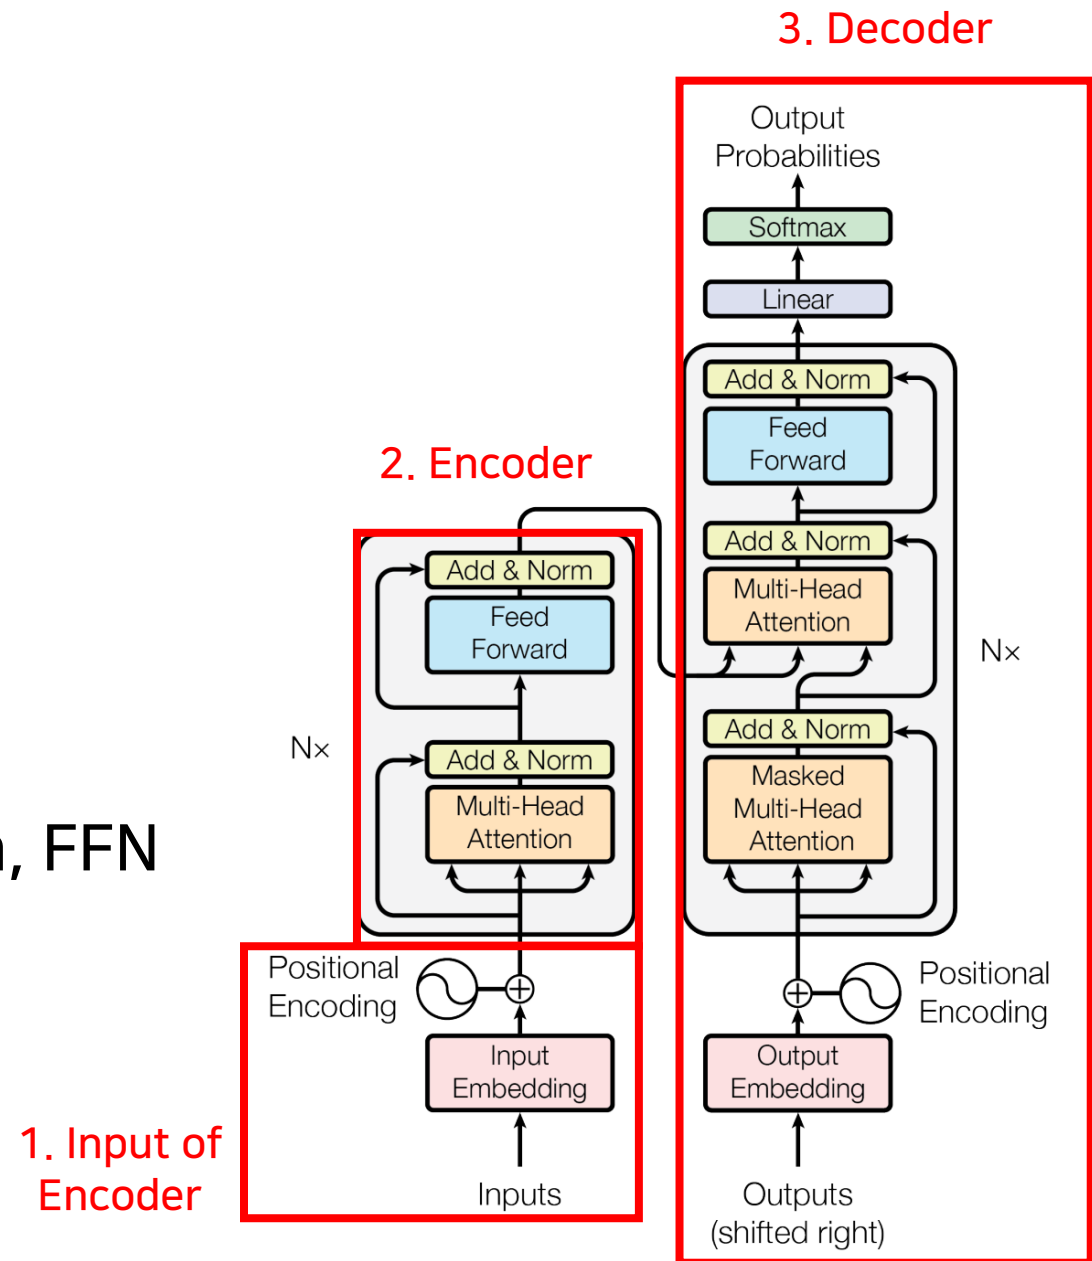 3. Decoder
Output
Probabilities
Softmax
Linear
Add & Norm
Feed
Forward
Add & Norm
Multi-Head
Attention
Nx
Add & Norm
Masked
Multi-Head
Attention
Positional
Encoding
Output
Embedding
Outputs
(shifted right)
2. Encoder
Add & Norm
Feed
Forward
Nx
Add & Norm
Multi-Head
Attention
, FFN
1. Input of
Encoder
Positional
Encoding
Input
Embedding
Inputs